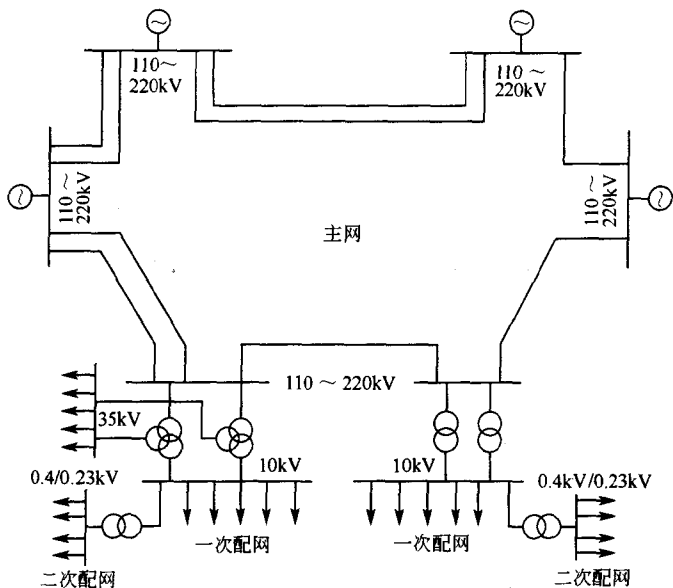 110～
220kV
110～
220kV
110～
220kV
110～
220kV
主网
110～220kV
35kV
10kV
10kV
0.4/0.23kV
0.4kV/0.23kV
一次配网
一次配网
二次配网
二次配网